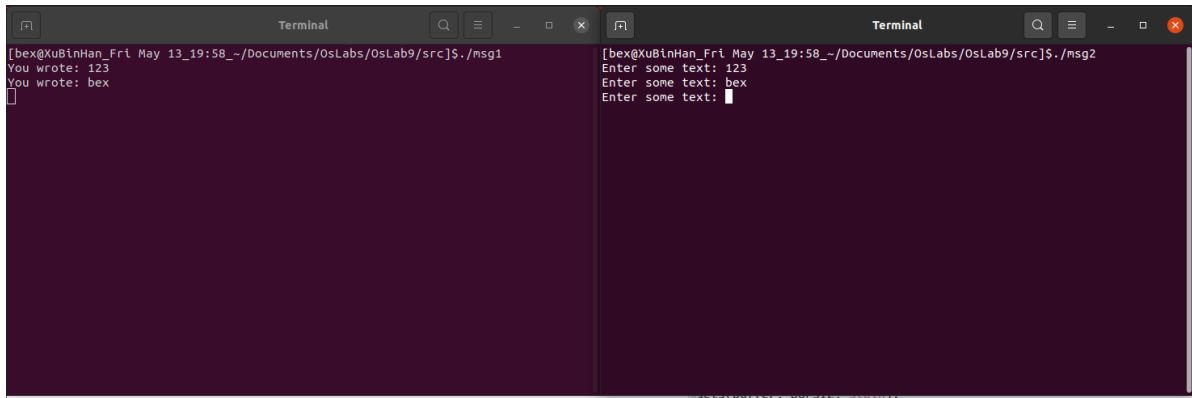 Terminal
[bex@XuBinHan_Fri May 13_19:58_~/Documents/OsLabs/OsLab9/src]$./msg1
You wrote: 123
You wrote: bex
Terminal
[bex@XuBinHan_Fri May 13_19:58_~/Documents/OsLabs/OsLab9/src]$./msg2
Enter some text: 123
Enter some text: bex
Enter some text: